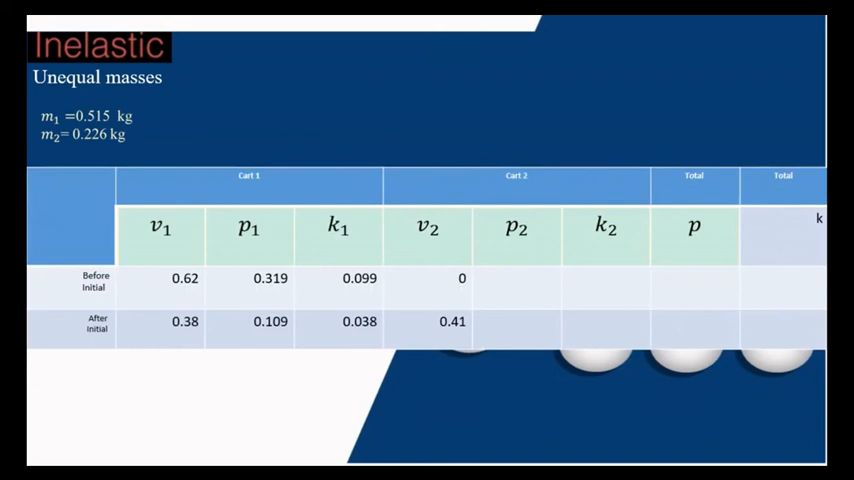 Inelastic
Unequal masses
m₁ =0.515 kg
m₂= 0.226 kg
Cart 1 Cart 2 Total Total
v₁ p₁ k₁ v₂ p₂ k₂ p k
Before Initial 0.62 0.319 0.099 0
After Initial 0.38 0.109 0.038 0.41